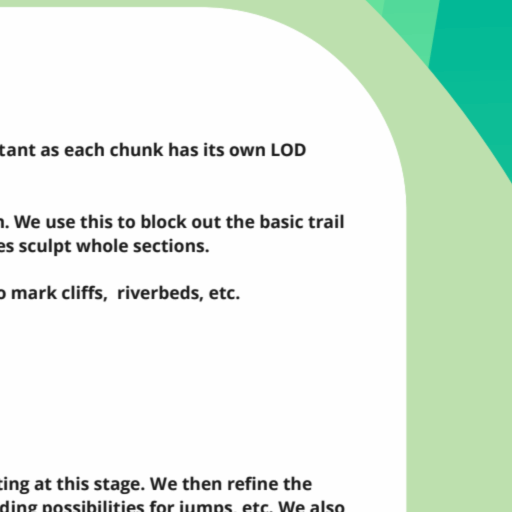 tant as each chunk has its own LOD
. We use this to block out the basic trail
es sculpt whole sections.
o mark cliffs,  riverbeds, etc.
ting at this stage. We then refine the
ding possibilities for jumps, etc. We also